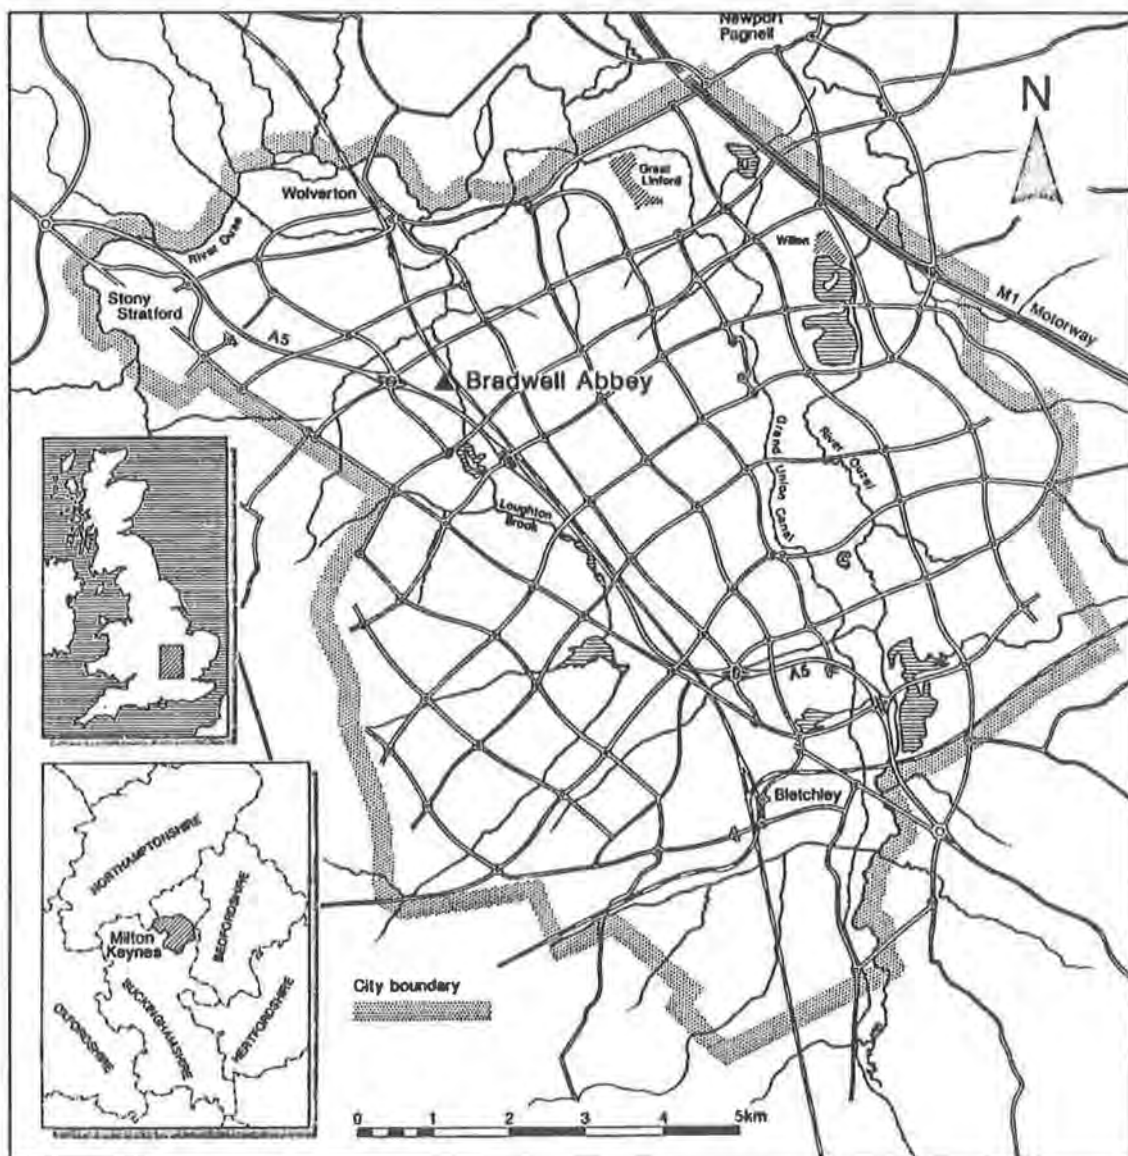 Newport
Pagnell
N
Great
Linford
Wolverton
River Ouse
Willen
Stony
Stratford
A5
M1 Motorway
Bradwell Abbey
Grand Union Canal
River Ouzel
Loughton
Brook
A5
Bletchley
NORTHAMPTONSHIRE
BEDFORDSHIRE
Milton
Keynes
BUCKINGHAMSHIRE
OXFORDSHIRE
HERTFORDSHIRE
City boundary
0 1 2 3 4 5km